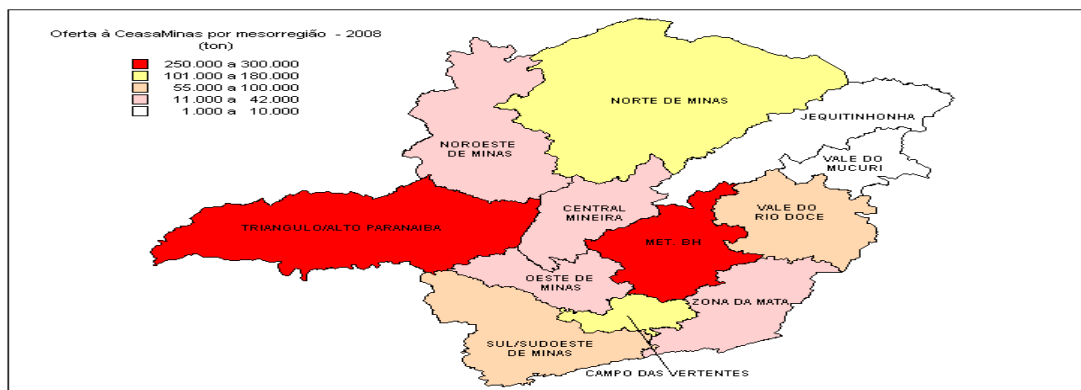 Oferta à CeasaMinas por mesorregião - 2008
(ton)
250.000 a 300.000
101.000 a 180.000
55.000 a 100.000
11.000 a 42.000
1.000 a 10.000
NORTE DE MINAS
JEQUITINHONHA
NOROESTE
DE MINAS
VALE DO
MUCURI
CENTRAL
MINEIRA
VALE DO
RIO DOCE
TRIANGULO/ALTO PARANAIBA
MET. BH
OESTE DE
MINAS
ZONA DA MATA
SUL/SUDOESTE
DE MINAS
CAMPO DAS VERTENTES